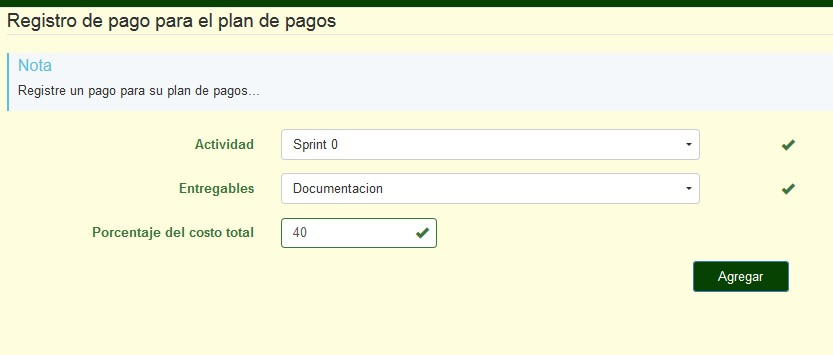 Registro de pago para el plan de pagos
Nota
Registre un pago para su plan de pagos...
Actividad Sprint 0
Entregables Documentacion
Porcentaje del costo total 40
Agregar